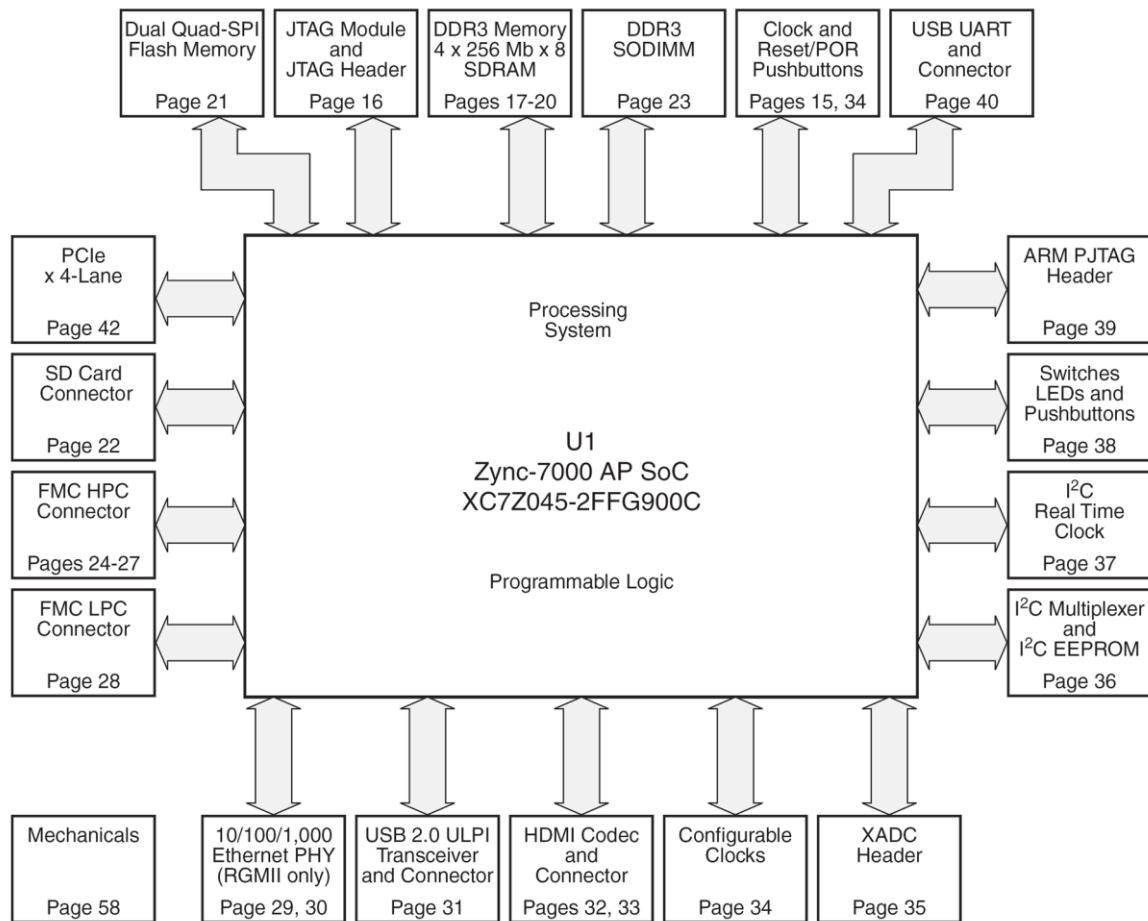 Dual Quad-SPI
Flash Memory
Page 21
JTAG Module
and
JTAG Header
Page 16
DDR3 Memory
4 x 256 Mb x 8
SDRAM
Pages 17-20
DDR3
SODIMM
Page 23
Clock and
Reset/POR
Pushbuttons
Pages 15, 34
USB UART
and
Connector
Page 40
PCIe
x 4-Lane
Page 42
SD Card
Connector
Page 22
FMC HPC
Connector
Pages 24-27
FMC LPC
Connector
Page 28
Processing
System
U1
Zync-7000 AP SoC
XC7Z045-2FFG900C
Programmable Logic
ARM PJTAG
Header
Page 39
Switches
LEDs and
Pushbuttons
Page 38
I²C
Real Time
Clock
Page 37
I²C Multiplexer
and
I²C EEPROM
Page 36
Mechanicals
Page 58
10/100/1,000
Ethernet PHY
(RGMII only)
Page 29, 30
USB 2.0 ULPI
Transceiver
and Connector
Page 31
HDMI Codec
and
Connector
Pages 32, 33
Configurable
Clocks
Page 34
XADC
Header
Page 35